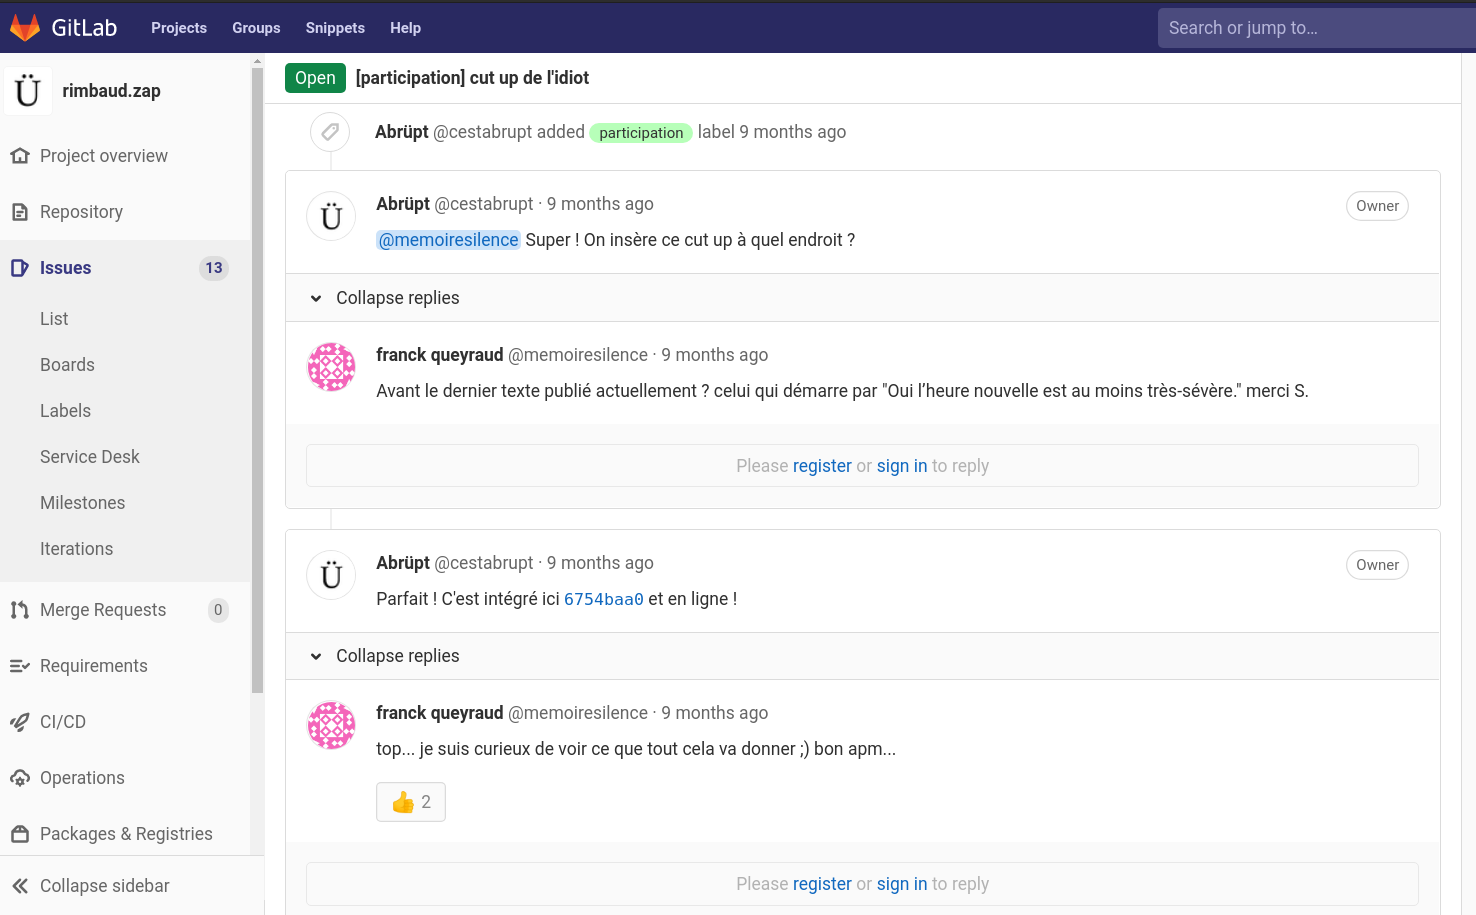 GitLab Projects Groups Snippets Help Search or jump to…
Ü rimbaud.zap
Project overview
Repository
Issues 13
List
Boards
Labels
Service Desk
Milestones
Iterations
Merge Requests 0
Requirements
CI/CD
Operations
Packages & Registries
Collapse sidebar
Open [participation] cut up de l'idiot
Abrüpt @cestabrupt added participation label 9 months ago
Ü
Abrüpt @cestabrupt · 9 months ago Owner
@memoiresilence Super ! On insère ce cut up à quel endroit ?
Collapse replies
franck queyraud @memoiresilence · 9 months ago
Avant le dernier texte publié actuellement ? celui qui démarre par "Oui l’heure nouvelle est au moins très-sévère." merci S.
Please register or sign in to reply
Ü
Abrüpt @cestabrupt · 9 months ago Owner
Parfait ! C'est intégré ici 6754baa0 et en ligne !
Collapse replies
franck queyraud @memoiresilence · 9 months ago
top... je suis curieux de voir ce que tout cela va donner ;) bon apm...
👍 2
Please register or sign in to reply